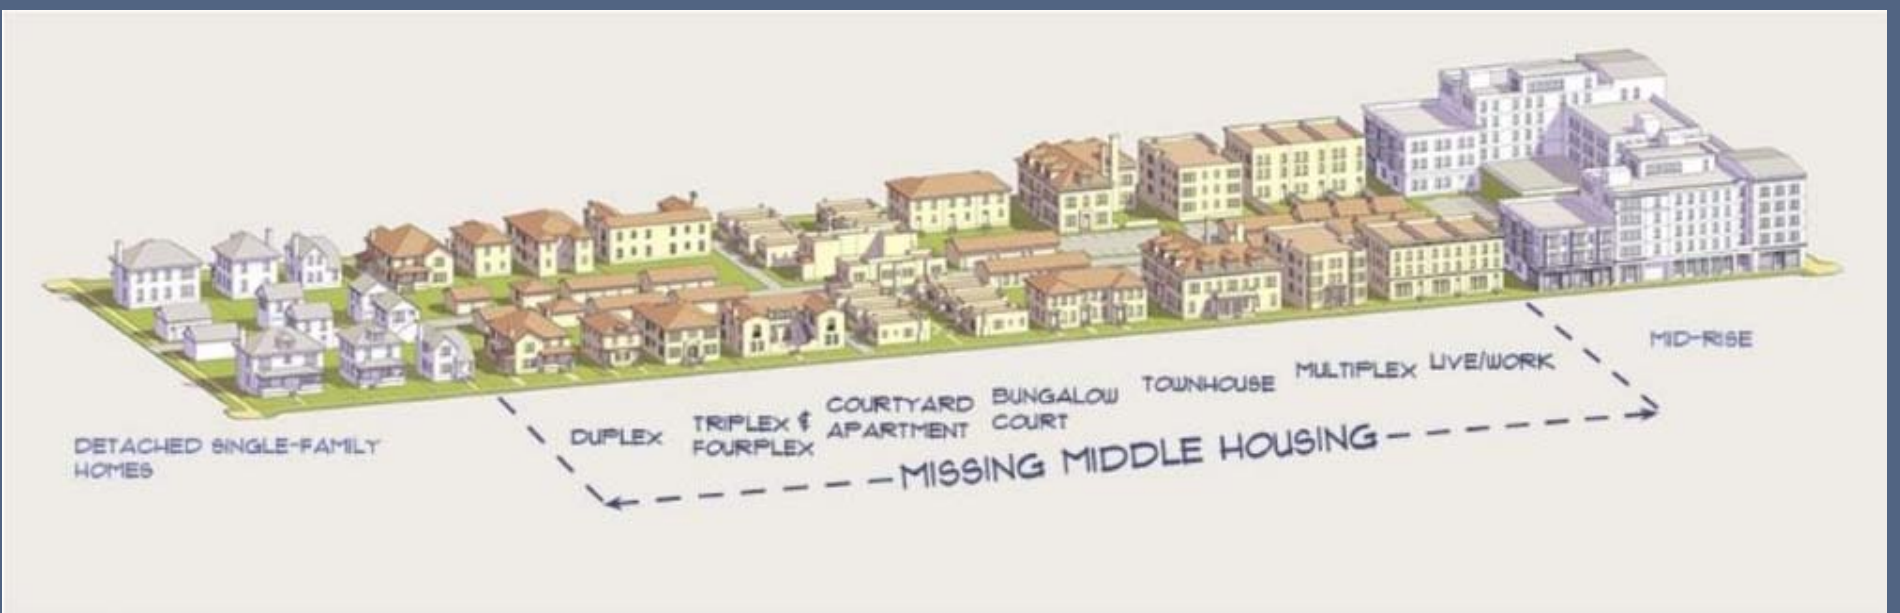 DETACHED SINGLE-FAMILY
HOMES
DUPLEX
TRIPLEX &
FOURPLEX
COURTYARD
APARTMENT
BUNGALOW
COURT
TOWNHOUSE
MULTIPLEX
LIVE/WORK
MISSING MIDDLE HOUSING
MID-RISE